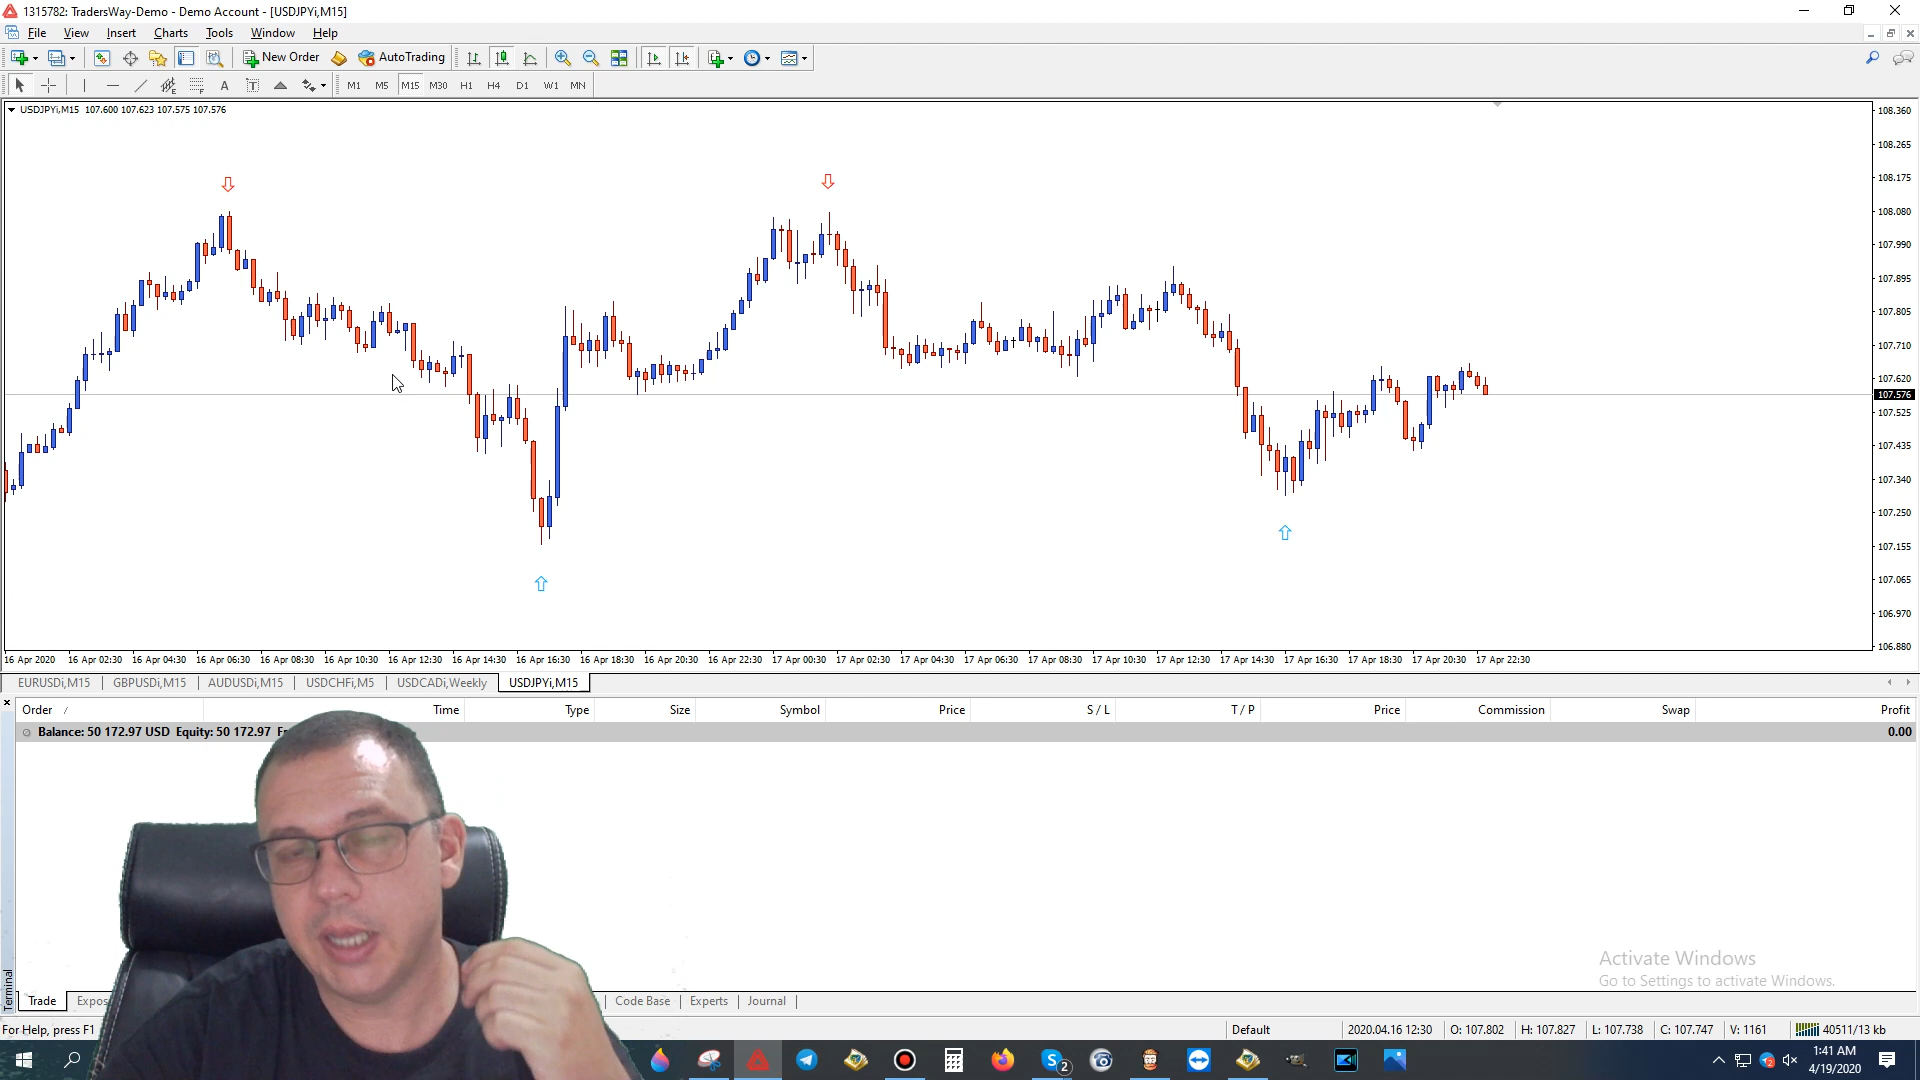 1315782: TradersWay-Demo - Demo Account - [USDJPYi,M15]
File View Insert Charts Tools Window Help
New Order AutoTrading
A T M1 M5 M15 M30 H1 H4 D1 W1 MN
USDJPYi,M15 107.600 107.623 107.575 107.576
108.360
108.265
108.175
108.080
107.990
107.895
107.805
107.710
107.620
107.576
107.525
107.435
107.340
107.250
107.155
107.065
106.970
106.880
16 Apr 2020 16 Apr 02:30 16 Apr 04:30 16 Apr 06:30 16 Apr 08:30 16 Apr 10:30 16 Apr 12:30 16 Apr 14:30 16 Apr 16:30 16 Apr 18:30 16 Apr 20:30 16 Apr 22:30 17 Apr 00:30 17 Apr 02:30 17 Apr 04:30 17 Apr 06:30 17 Apr 08:30 17 Apr 10:30 17 Apr 12:30 17 Apr 14:30 17 Apr 16:30 17 Apr 18:30 17 Apr 20:30 17 Apr 22:30
EURUSDi,M15 GBPUSDi,M15 AUDUSDi,M15 USDCHFi,M5 USDCADi,Weekly USDJPYi,M15
Order / Time Type Size Symbol Price S / L T / P Price Commission Swap Profit
Balance: 50 172.97 USD Equity: 50 172.97 0.00
Activate Windows
Go to Settings to activate Windows.
Terminal
Trade Expos Code Base Experts Journal
For Help, press F1 Default 2020.04.16 12:30 O: 107.802 H: 107.827 L: 107.738 C: 107.747 V: 1161 40511/13 kb
2 2 1:41 AM
4/19/2020